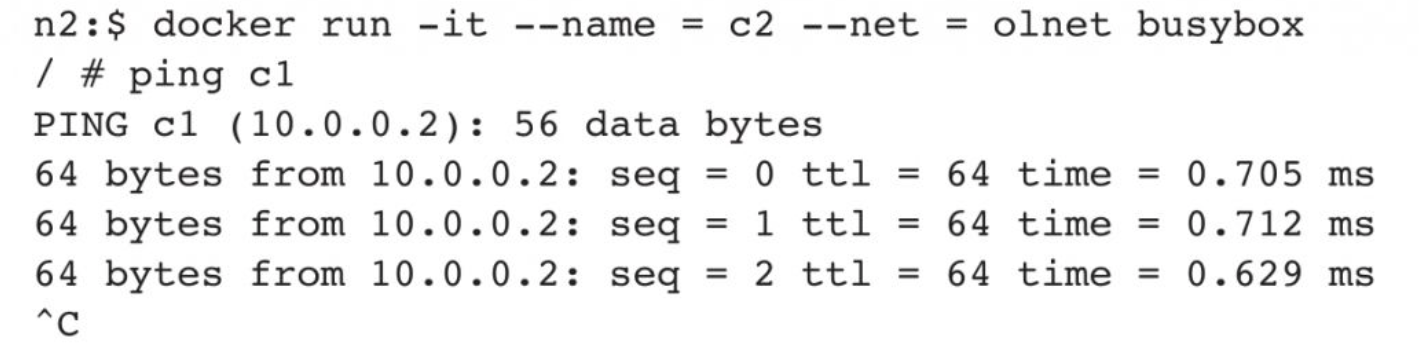 n2:$ docker run -it --name = c2 --net = olnet busybox
/ # ping c1
PING c1 (10.0.0.2): 56 data bytes
64 bytes from 10.0.0.2: seq = 0 ttl = 64 time = 0.705 ms
64 bytes from 10.0.0.2: seq = 1 ttl = 64 time = 0.712 ms
64 bytes from 10.0.0.2: seq = 2 ttl = 64 time = 0.629 ms
^C